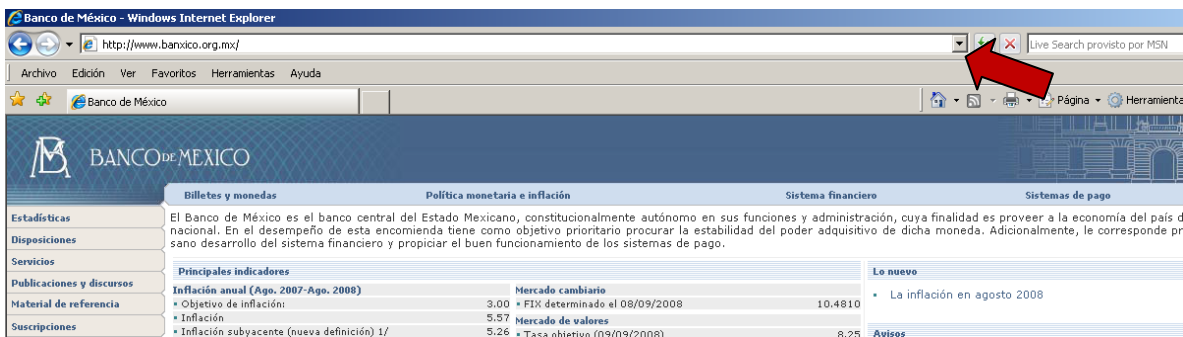 Banco de México - Windows Internet Explorer
http://www.banxico.org.mx/
Live Search provisto por MSN
Archivo Edición Ver Favoritos Herramientas Ayuda
Banco de México
Página
BANCO DE MEXICO
Billetes y monedas Política monetaria e inflación Sistema financiero Sistemas de pago
Estadísticas
Disposiciones
Servicios
Publicaciones y discursos
Material de referencia
Suscripciones
El Banco de México es el banco central del Estado Mexicano, constitucionalmente autónomo en sus funciones y administración, cuya finalidad es proveer a la economía del país
nacional. En el desempeño de esta encomienda tiene como objetivo prioritario procurar la estabilidad del poder adquisitivo de dicha moneda. Adicionalmente, le corresponde
sano desarrollo del sistema financiero y propiciar el buen funcionamiento de los sistemas de pago.
Principales indicadores
Inflación anual (Ago. 2007-Ago. 2008)
Objetivo de inflación: 3.00
Inflación 5.57
Inflación subyacente (nueva definición) 1/ 5.26
Mercado cambiario
FIX determinado el 08/09/2008 10.4810
Mercado de valores
Tasa objetivo (09/09/2008) 8.25
Lo nuevo
La inflación en agosto 2008
Avisos